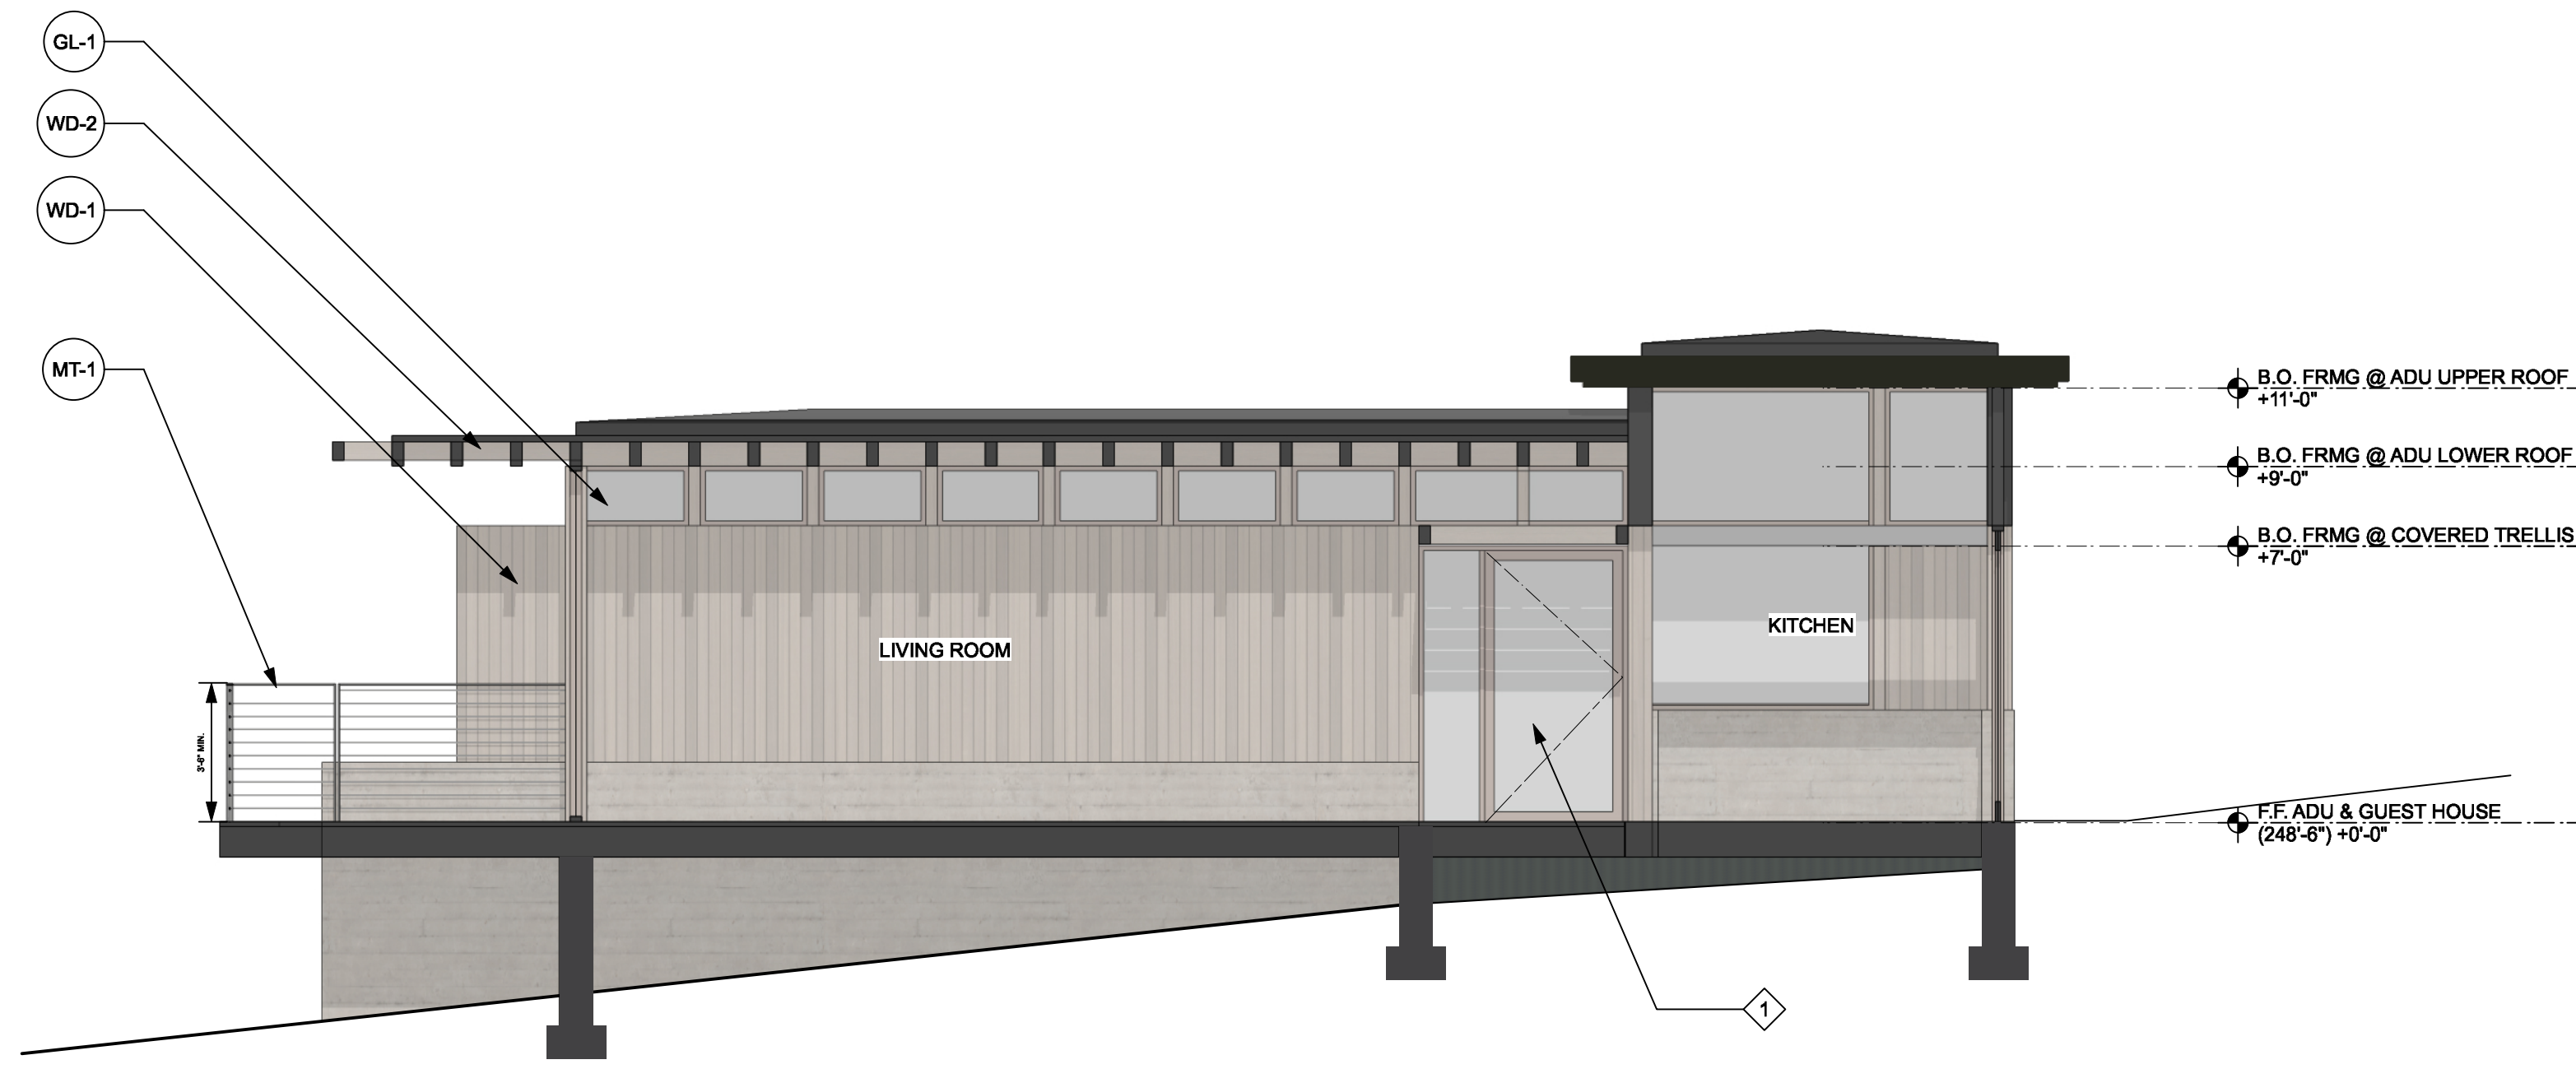 GL-1
WD-2
WD-1
MT-1
B.O. FRMG @ ADU UPPER ROOF
+11'-0"
B.O. FRMG @ ADU LOWER ROOF
+9'-0"
B.O. FRMG @ COVERED TRELLIS
+7'-0"
LIVING ROOM
KITCHEN
3'-6" MIN.
F.F. ADU & GUEST HOUSE
(248'-6") +0'-0"
1